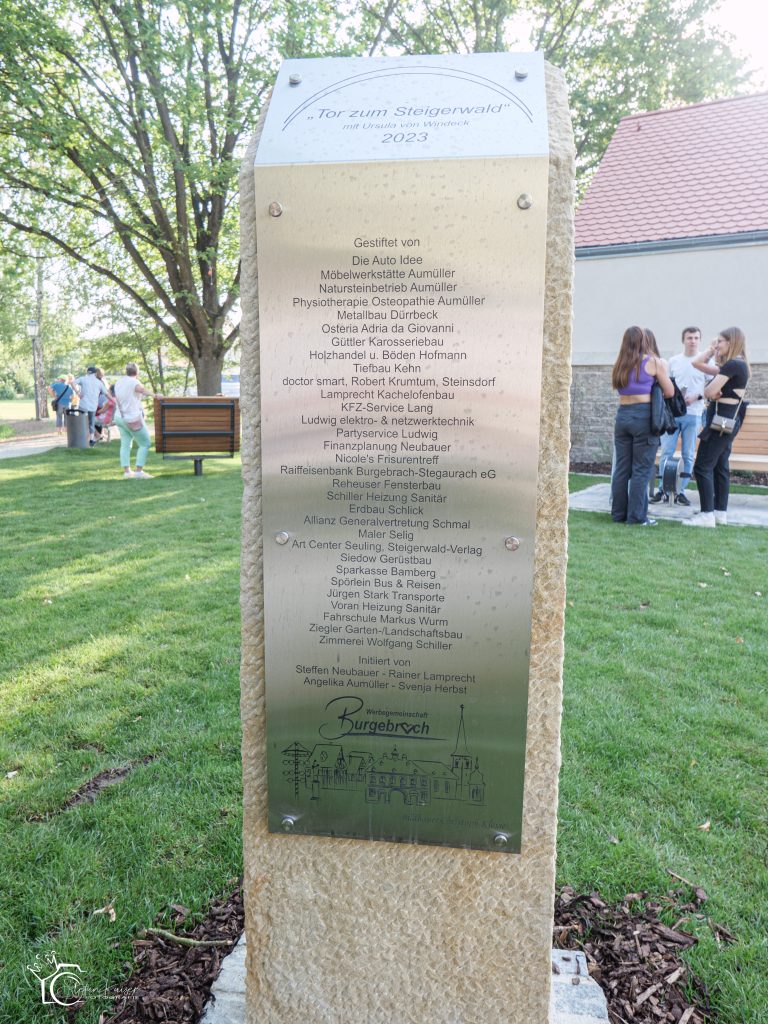 „Tor zum Steigerwald“
mit Ursula von Windeck
2023
Gestiftet von
Die Auto Idee
Möbelwerkstätte Aumüller
Natursteinbetrieb Aumüller
Physiotherapie Osteopathie Aumüller
Metallbau Dürrbeck
Osteria Adria da Giovanni
Güttler Karosseriebau
Holzhandel u. Böden Hofmann
Tiefbau Kehn
doctor smart, Robert Krumtum, Steinsdorf
Lamprecht Kachelofenbau
KFZ-Service Lang
Ludwig elektro- & netzwerktechnik
Partyservice Ludwig
Finanzplanung Neubauer
Nicole's Frisurentreff
Raiffeisenbank Burgebrach-Stegaurach eG
Reheuser Fensterbau
Schiller Heizung Sanitär
Erdbau Schlick
Allianz Generalvertretung Schmal
Maler Selig
Art Center Seuling, Steigerwald-Verlag
Siedow Gerüstbau
Sparkasse Bamberg
Spörlein Bus & Reisen
Jürgen Stark Transporte
Voran Heizung Sanitär
Fahrschule Markus Wurm
Ziegler Garten-/Landschaftsbau
Zimmerei Wolfgang Schiller
Initiiert von
Steffen Neubauer - Rainer Lamprecht
Angelika Aumüller - Svenja Herbst
Werbegemeinschaft
Burgebrach